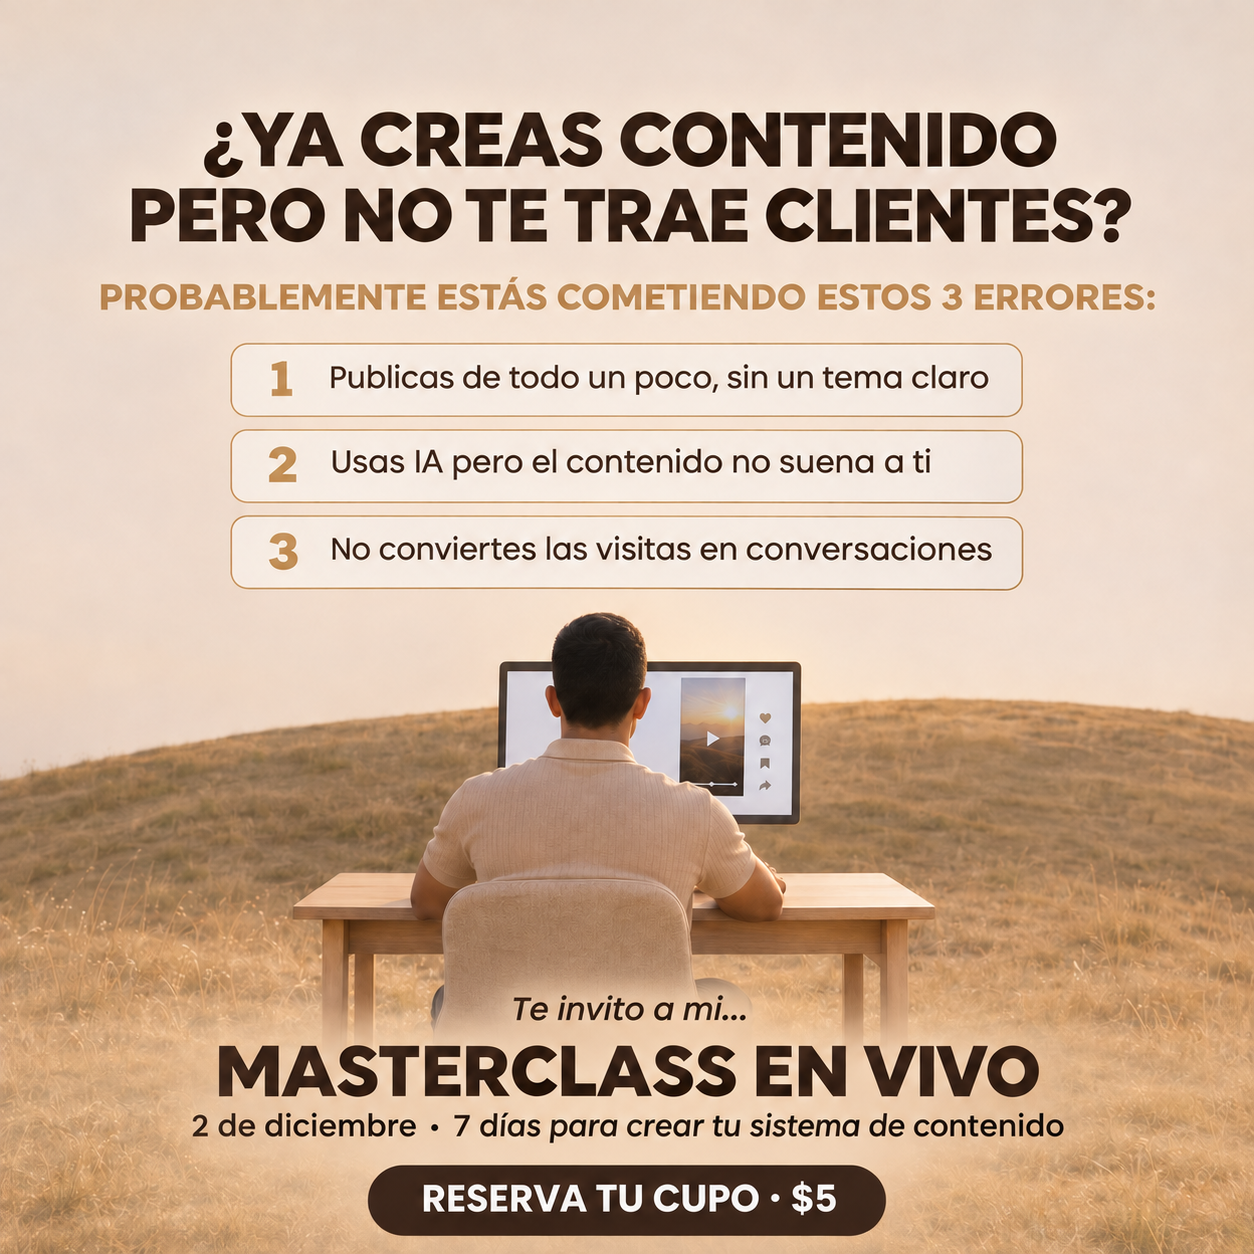 ¿YA CREAS CONTENIDO
PERO NO TE TRAE CLIENTES?
PROBABLEMENTE ESTÁS COMETIENDO ESTOS 3 ERRORES:
1 Publicas de todo un poco, sin un tema claro
2 Usas IA pero el contenido no suena a ti
3 No conviertes las visitas en conversaciones
Te invito a mi...
MASTERCLASS EN VIVO
2 de diciembre • 7 días para crear tu sistema de contenido
RESERVA TU CUPO · $5